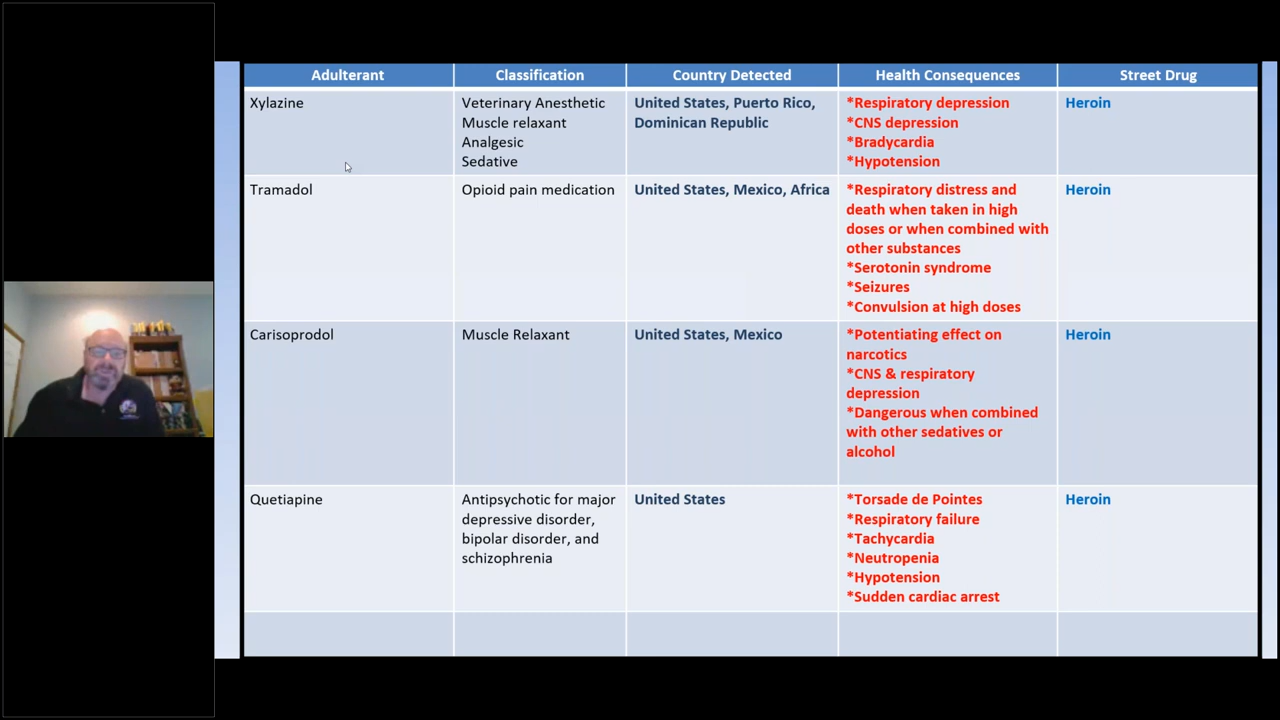 Adulterant Classification Country Detected Health Consequences Street Drug
Xylazine
Veterinary Anesthetic
Muscle relaxant
Analgesic
Sedative
United States, Puerto Rico,
Dominican Republic
*Respiratory depression
*CNS depression
*Bradycardia
*Hypotension
Heroin
Tramadol
Opioid pain medication
United States, Mexico, Africa
*Respiratory distress and
death when taken in high
doses or when combined with
other substances
*Serotonin syndrome
*Seizures
*Convulsion at high doses
Heroin
Carisoprodol
Muscle Relaxant
United States, Mexico
*Potentiating effect on
narcotics
*CNS & respiratory
depression
*Dangerous when combined
with other sedatives or
alcohol
Heroin
Quetiapine
Antipsychotic for major
depressive disorder,
bipolar disorder, and
schizophrenia
United States
*Torsade de Pointes
*Respiratory failure
*Tachycardia
*Neutropenia
*Hypotension
*Sudden cardiac arrest
Heroin